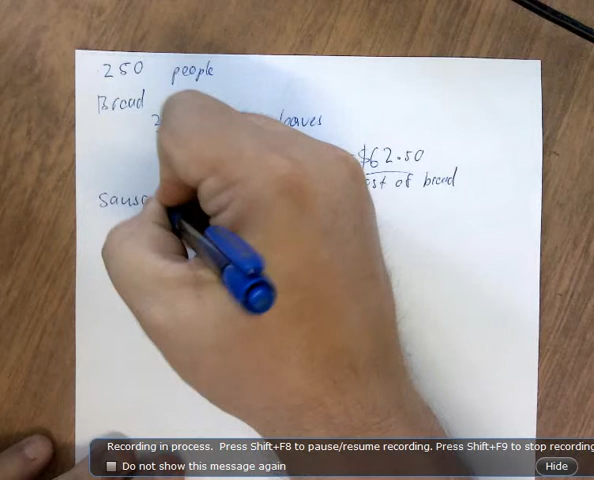 250 people
Bread
loaves
$62.50
of bread
Recording in process. Press Shift+F8 to pause/resume recording. Press Shift+F9 to stop recording
Do not show this message again
Hide